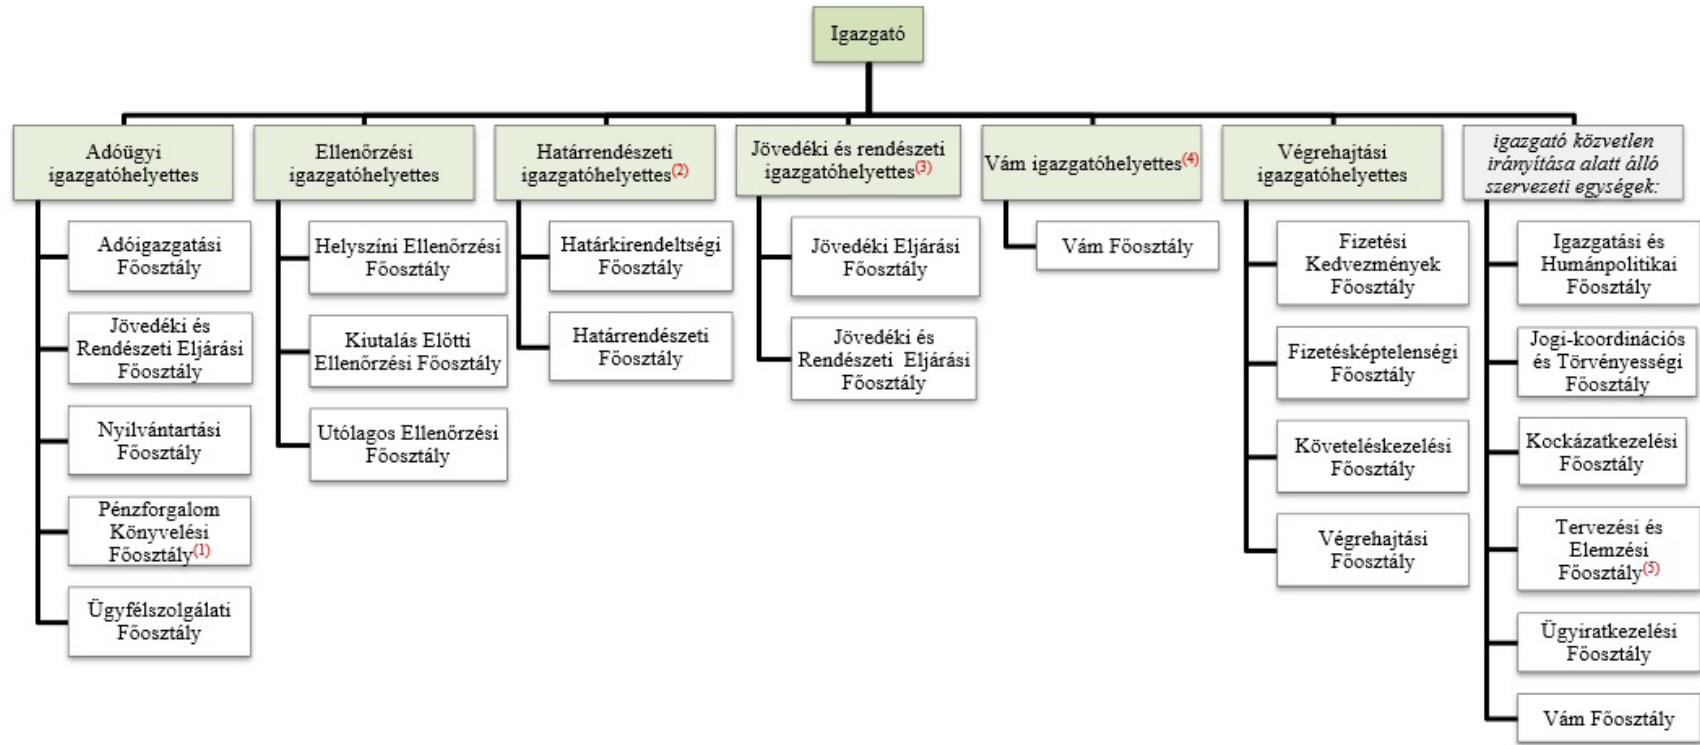 Igazgató
Adóügyi
igazgatóhelyettes
Adóigazgatási
Főosztály
Jövedéki és
Rendészeti Eljárási
Főosztály
Nyilvántartási
Főosztály
Pénzforgalom
Könyvelési
Főosztály(1)
Ügyfélszolgálati
Főosztály
Ellenőrzési
igazgatóhelyettes
Helyszíni Ellenőrzési
Főosztály
Kiutalás Előtti
Ellenőrzési Főosztály
Utólagos Ellenőrzési
Főosztály
Határrendészeti
igazgatóhelyettes(2)
Határkirendeltségi
Főosztály
Határrendészeti
Főosztály
Jövedéki és rendészeti
igazgatóhelyettes(3)
Jövedéki Eljárási
Főosztály
Jövedéki és
Rendészeti Eljárási
Főosztály
Vám igazgatóhelyettes(4)
Vám Főosztály
Végrehajtási
igazgatóhelyettes
Fizetési
Kedvezmények
Főosztály
Fizetésképtelenségi
Főosztály
Követeléskezelési
Főosztály
Végrehajtási
Főosztály
igazgató közvetlen
irányítása alatt álló
szervezeti egységek:
Igazgatási és
Humánpolitikai
Főosztály
Jogi-koordinációs
és Törvényességi
Főosztály
Kockázatkezelési
Főosztály
Tervezési és
Elemzési
Főosztály(5)
Ügyiratkezelési
Főosztály
Vám Főosztály